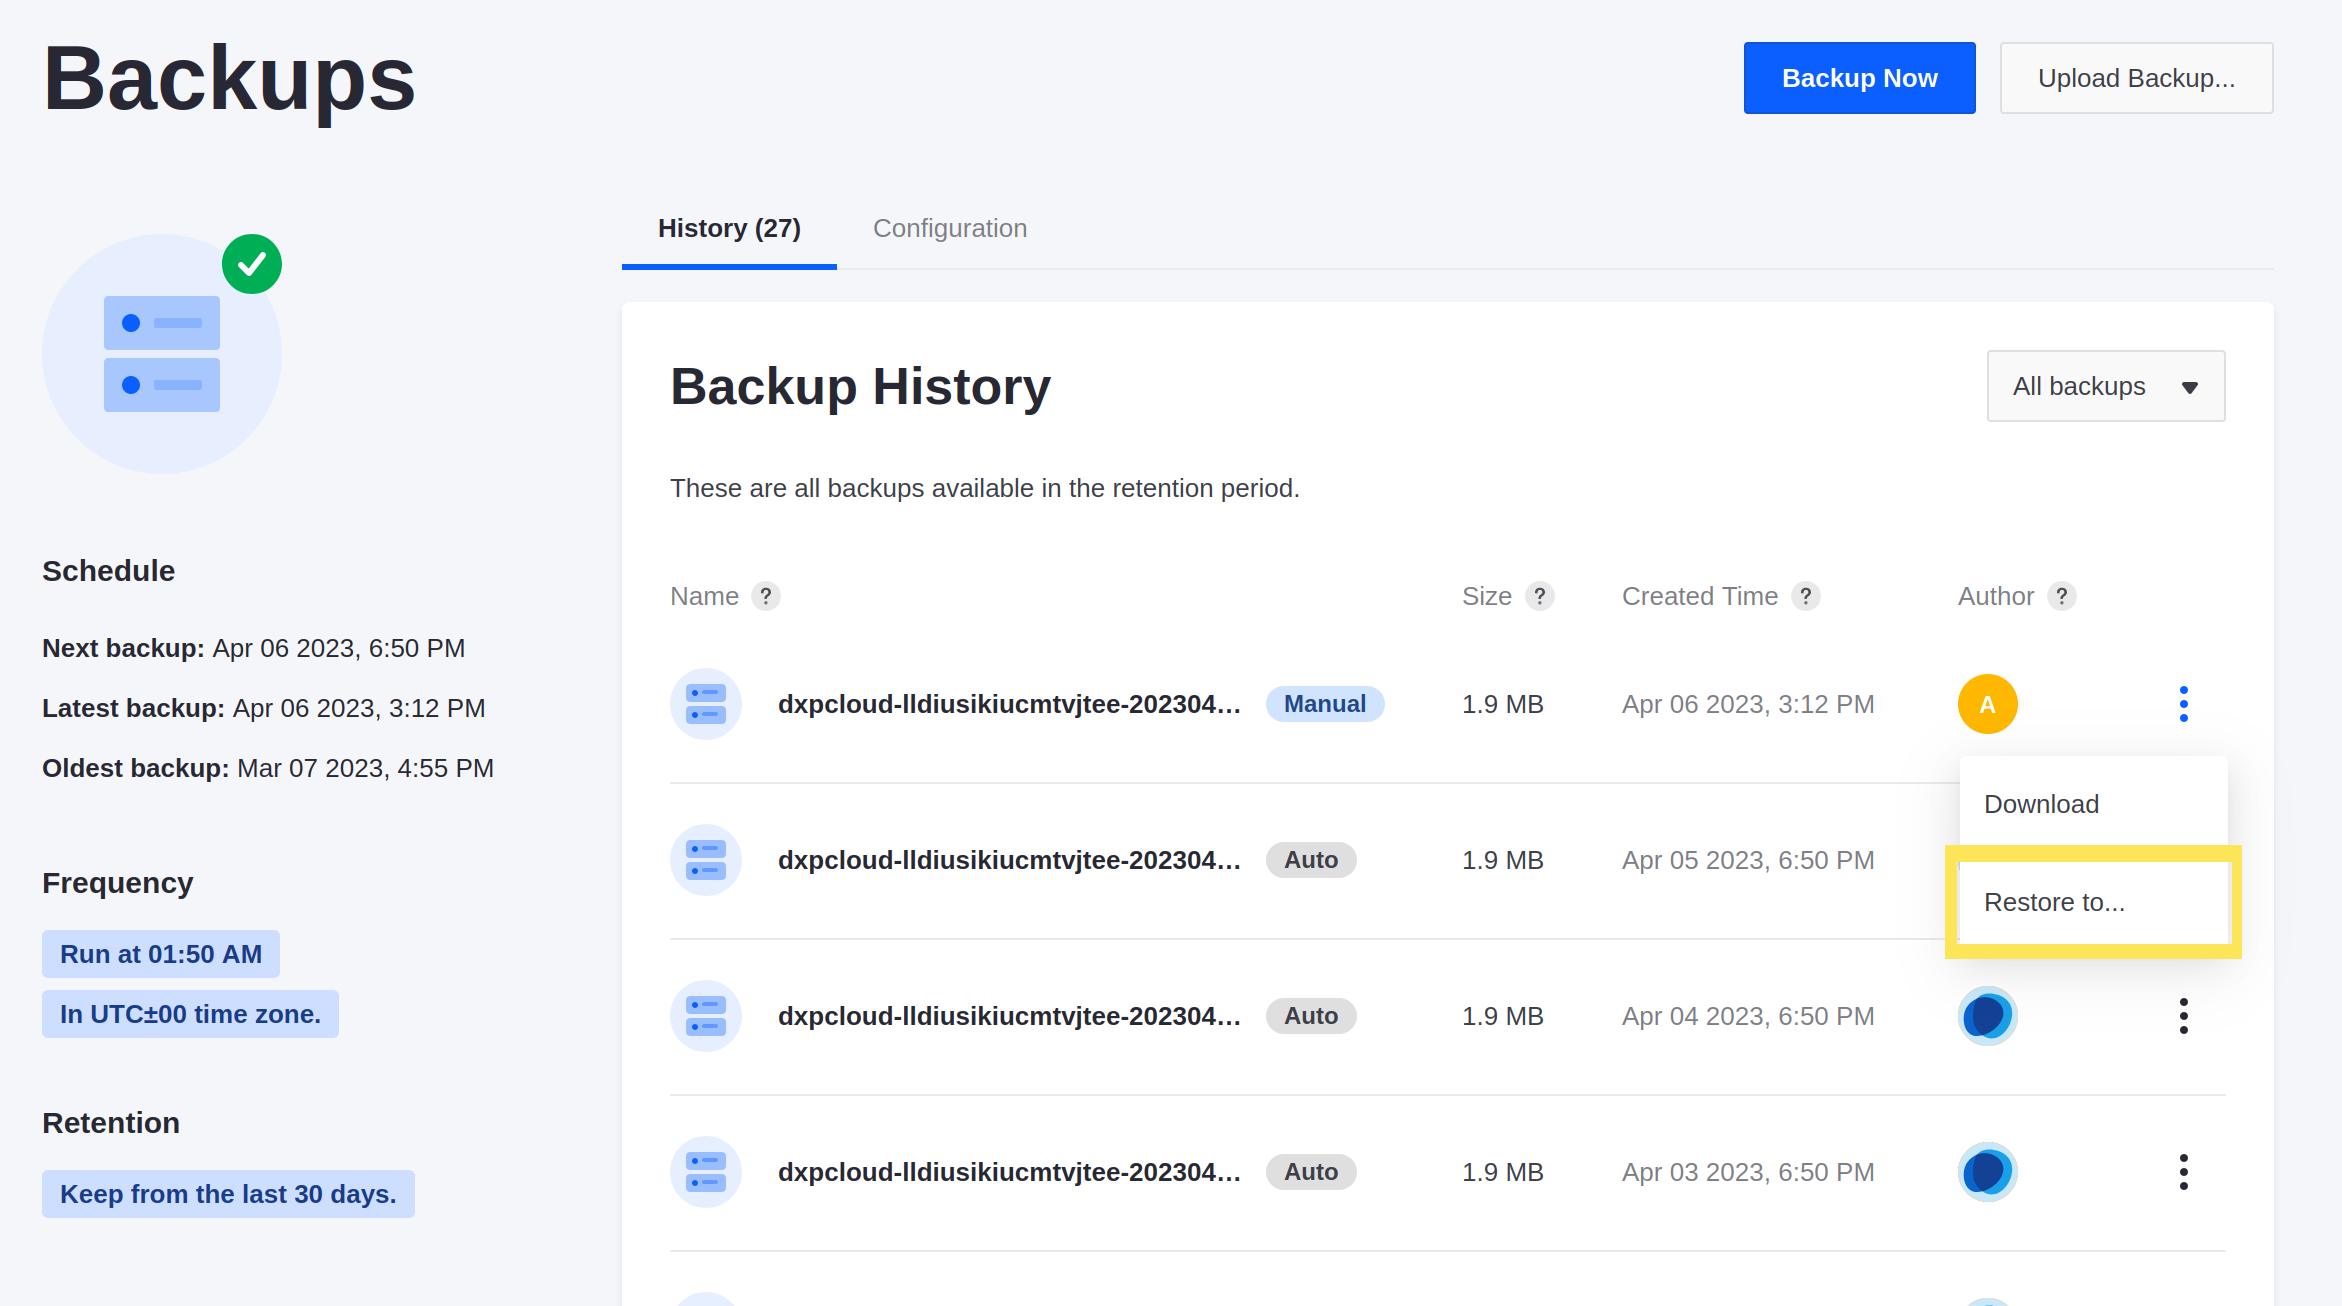 Backups
Backup Now
Upload Backup...
History (27)
Configuration
Backup History
All backups
These are all backups available in the retention period.
Schedule
Next backup: Apr 06 2023, 6:50 PM
Latest backup: Apr 06 2023, 3:12 PM
Oldest backup: Mar 07 2023, 4:55 PM
Frequency
Run at 01:50 AM
In UTC±00 time zone.
Retention
Keep from the last 30 days.
Name ? Size ? Created Time ? Author ?
dxpcloud-lldiusikiucmtvjtee-202304... Manual 1.9 MB Apr 06 2023, 3:12 PM A
Download
dxpcloud-lldiusikiucmtvjtee-202304... Auto 1.9 MB Apr 05 2023, 6:50 PM
Restore to...
dxpcloud-lldiusikiucmtvjtee-202304... Auto 1.9 MB Apr 04 2023, 6:50 PM
dxpcloud-lldiusikiucmtvjtee-202304... Auto 1.9 MB Apr 03 2023, 6:50 PM